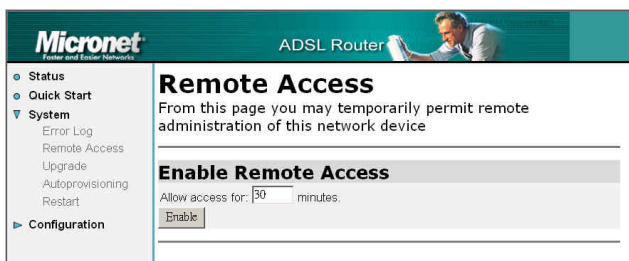 Micronet
Faster and Easier Networks
ADSL Router
Status
Quick Start
System
Error Log
Remote Access
Upgrade
Autoprovisioning
Restart
Configuration
Remote Access
From this page you may temporarily permit remote
administration of this network device
Enable Remote Access
Allow access for: 30 minutes.
Enable